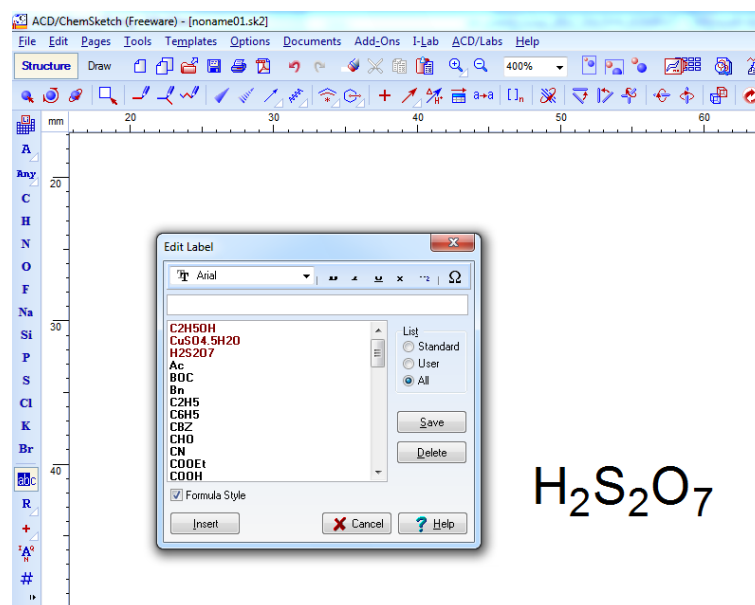 ACD/ChemSketch (Freeware) - [noname01.sk2]
File Edit Pages Tools Templates Options Documents Add-Ons I-Lab ACD/Labs Help
Structure Draw 400%
a→a []n
mm 20 30 40 50 60
A
Any
20
C
H
N
O
F
Na
30
Si
P
S
Cl
K
Br
40
abc
R
#
Edit Label
Arial Ω
C2H5OH
CuSO4.5H2O
H2S2O7
Ac
BOC
Bn
C2H5
C6H5
CBZ
CHO
CN
COOEt
COOH
List
Standard
User
All
Save
Delete
Formula Style
Insert Cancel ? Help
H₂S₂O₇